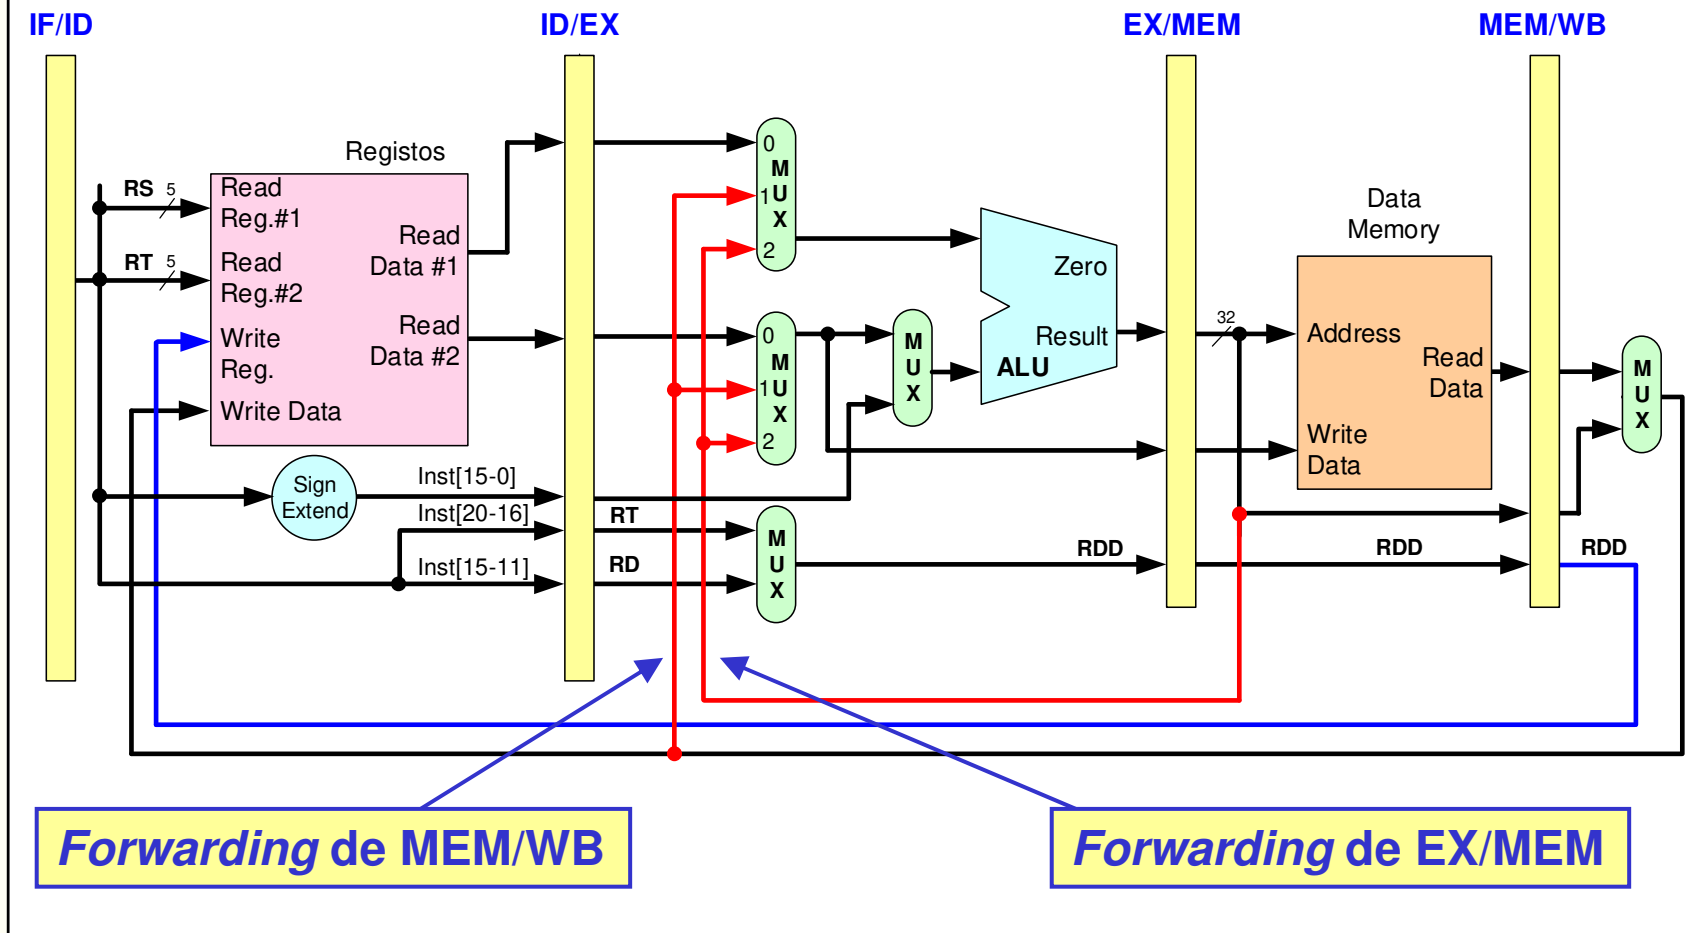 IF/ID
ID/EX
EX/MEM
MEM/WB
Registos
RS
5
Read
Reg.#1
RT
5
Read
Reg.#2
Write
Reg.
Write Data
Read
Data #1
Read
Data #2
Sign
Extend
Inst[15-0]
Inst[20-16]
Inst[15-11]
RT
RD
0
M
1U
X
2
0
M
1U
X
2
M
U
X
M
U
X
Zero
Result
ALU
RDD
32
Data
Memory
Address
Read
Data
Write
Data
RDD
RDD
M
U
X
Forwarding de MEM/WB
Forwarding de EX/MEM